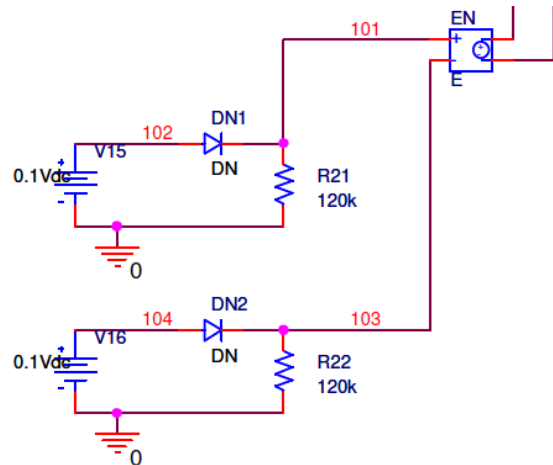 EN
101
E
DN1
102
V15
DN
0.1Vdc
R21
120k
0
DN2
104
103
V16
DN
0.1Vdc
R22
120k
0